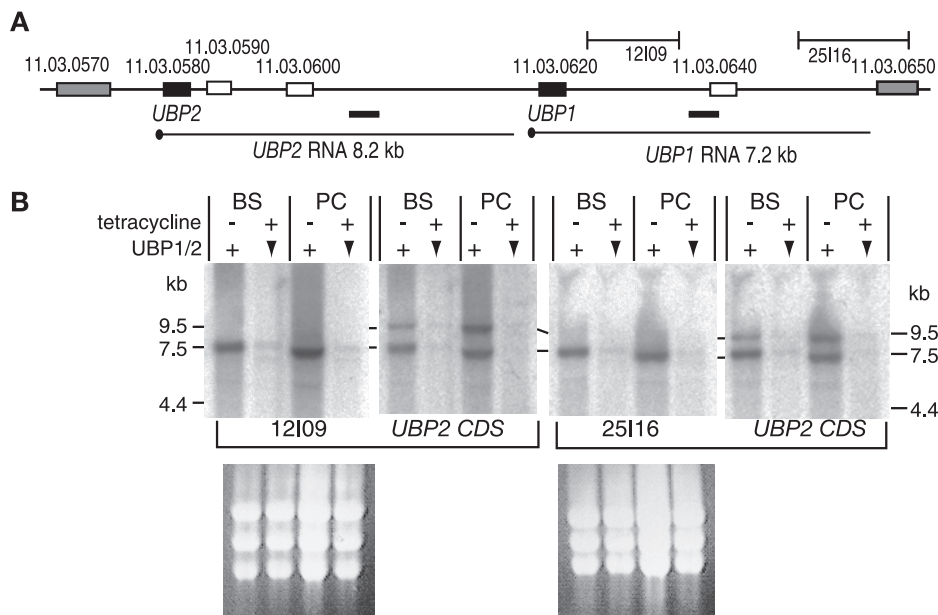 A
11.03.0590
12I09
25I16
11.03.0570 11.03.0580 11.03.0600 11.03.0620 11.03.0640 11.03.0650
UBP2 UBP1
UBP2 RNA 8.2 kb UBP1 RNA 7.2 kb
B
BS PC BS PC BS PC BS PC
tetracycline - + - + - + - + - + - + - + - +
UBP1/2 + ▼ + ▼ + ▼ + ▼ + ▼ + ▼ + ▼ + ▼
kb kb
9.5 9.5
7.5 7.5
4.4 4.4
12I09 UBP2 CDS 25I16 UBP2 CDS